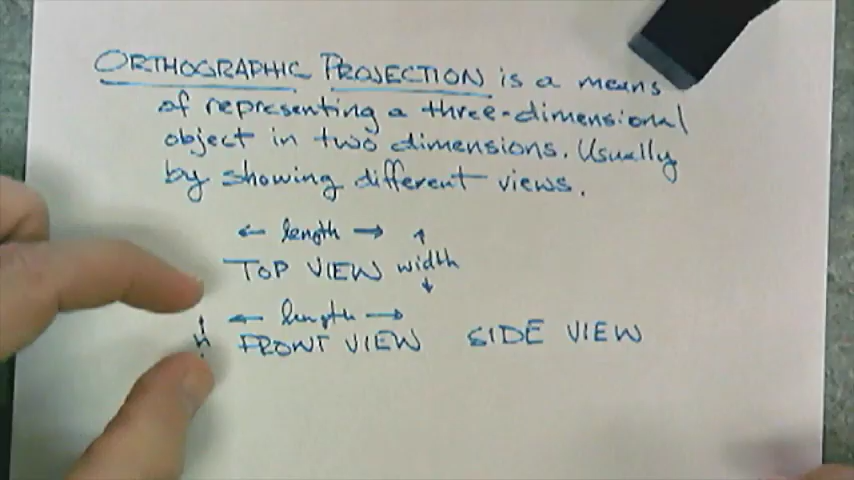 ORTHOGRAPHIC PROJECTION is a means
of representing a three-dimensional
object in two dimensions. Usually
by showing different views.
← length → ↑
TOP VIEW width
↓
↑ ← length →
h FRONT VIEW SIDE VIEW